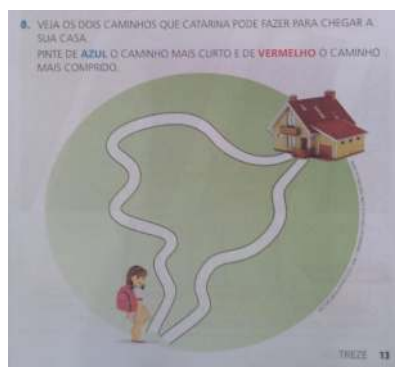 8. VEJA OS DOIS CAMINHOS QUE CATARINA PODE FAZER PARA CHEGAR A
SUA CASA.
PINTE DE AZUL O CAMINHO MAIS CURTO E DE VERMELHO O CAMINHO
MAIS COMPRIDO.
TREZE 13